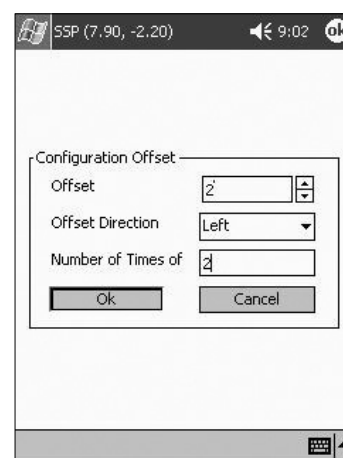 SSP (7.90, -2.20) 9:02 ok
Configuration Offset
Offset 2'
Offset Direction Left
Number of Times of 2
Ok Cancel